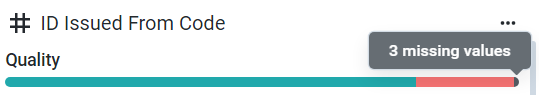 # ID Issued From Code
3 missing values
Quality